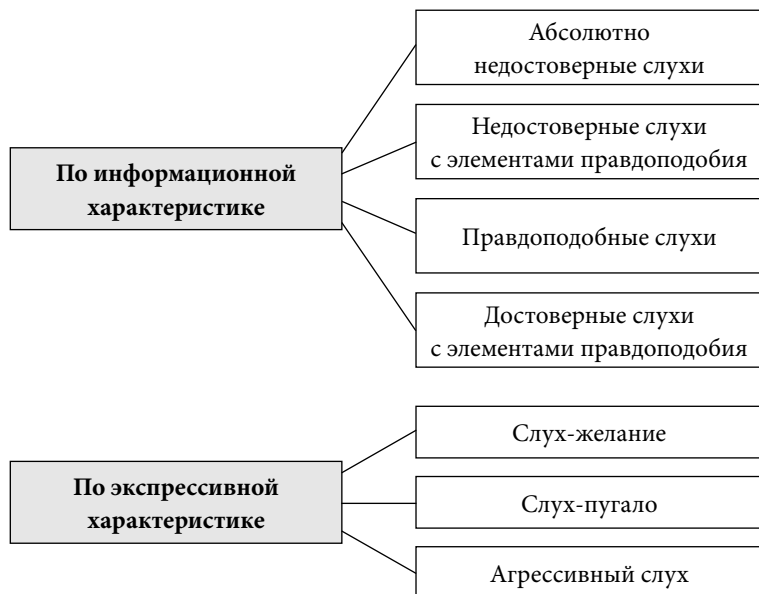 Абсолютно
недостоверные слухи
Недостоверные слухи
с элементами правдоподобия
По информационной
характеристике
Правдоподобные слухи
Достоверные слухи
с элементами правдоподобия
Слух-желание
По экспрессивной
характеристике
Слух-пугало
Агрессивный слух